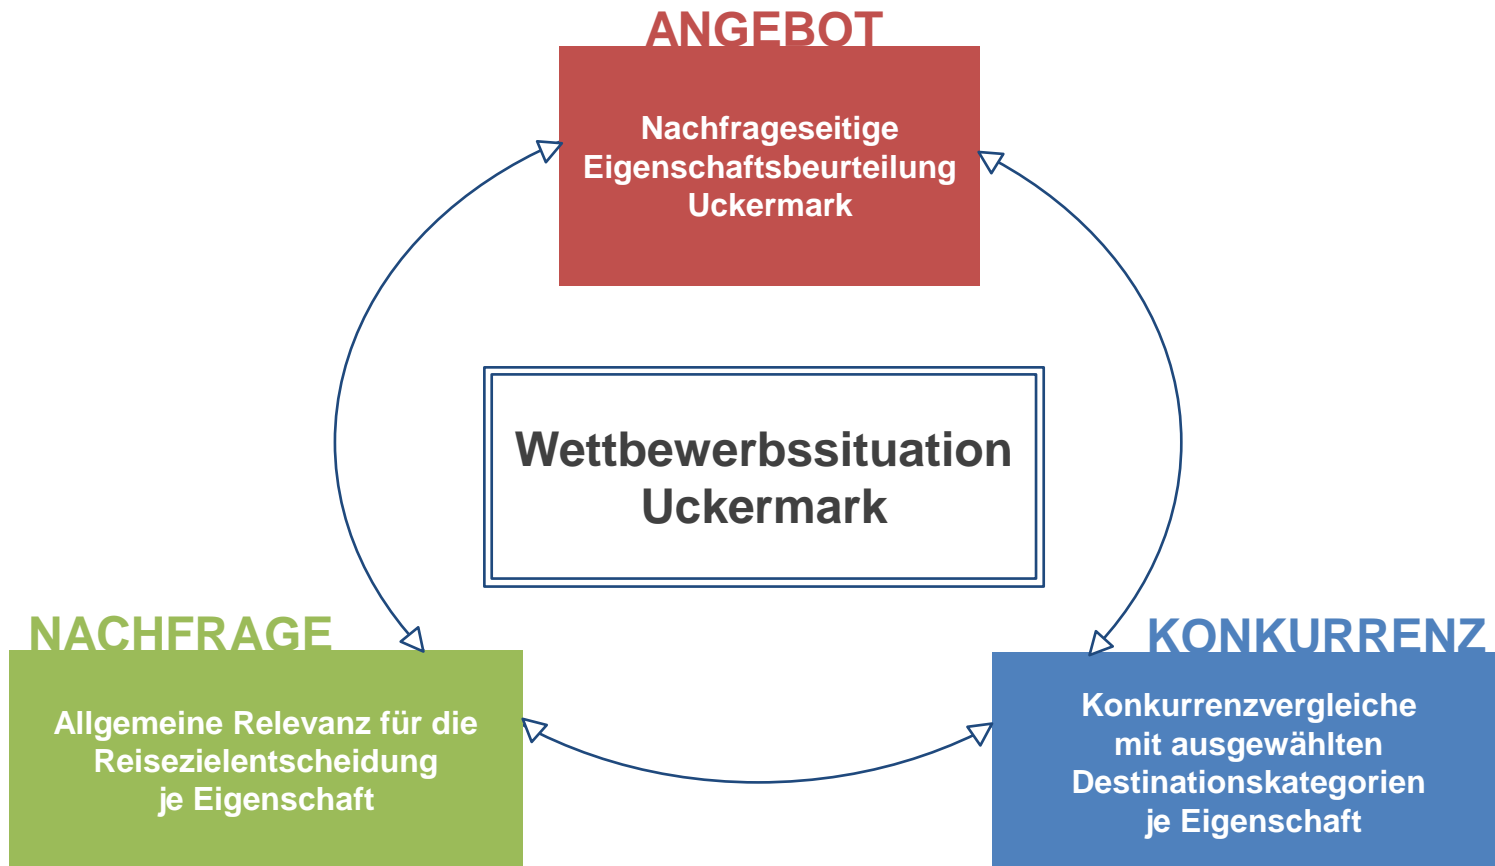 ANGEBOT
Nachfrageseitige
Eigenschaftsbeurteilung
Uckermark
Wettbewerbssituation
Uckermark
NACHFRAGE
Allgemeine Relevanz für die
Reisezielentscheidung
je Eigenschaft
KONKURRENZ
Konkurrenzvergleiche
mit ausgewählten
Destinationskategorien
je Eigenschaft